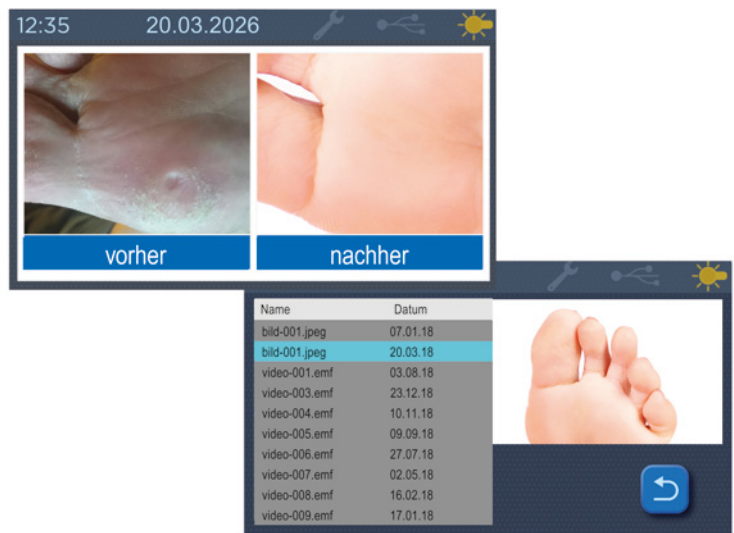 12:35 20.03.2026
vorher nachher
Name Datum
bild-001.jpeg 07.01.18
bild-001.jpeg 20.03.18
video-001.emf 03.08.18
video-003.emf 23.12.18
video-004.emf 10.11.18
video-005.emf 09.09.18
video-006.emf 27.07.18
video-007.emf 02.05.18
video-008.emf 16.02.18
video-009.emf 17.01.18